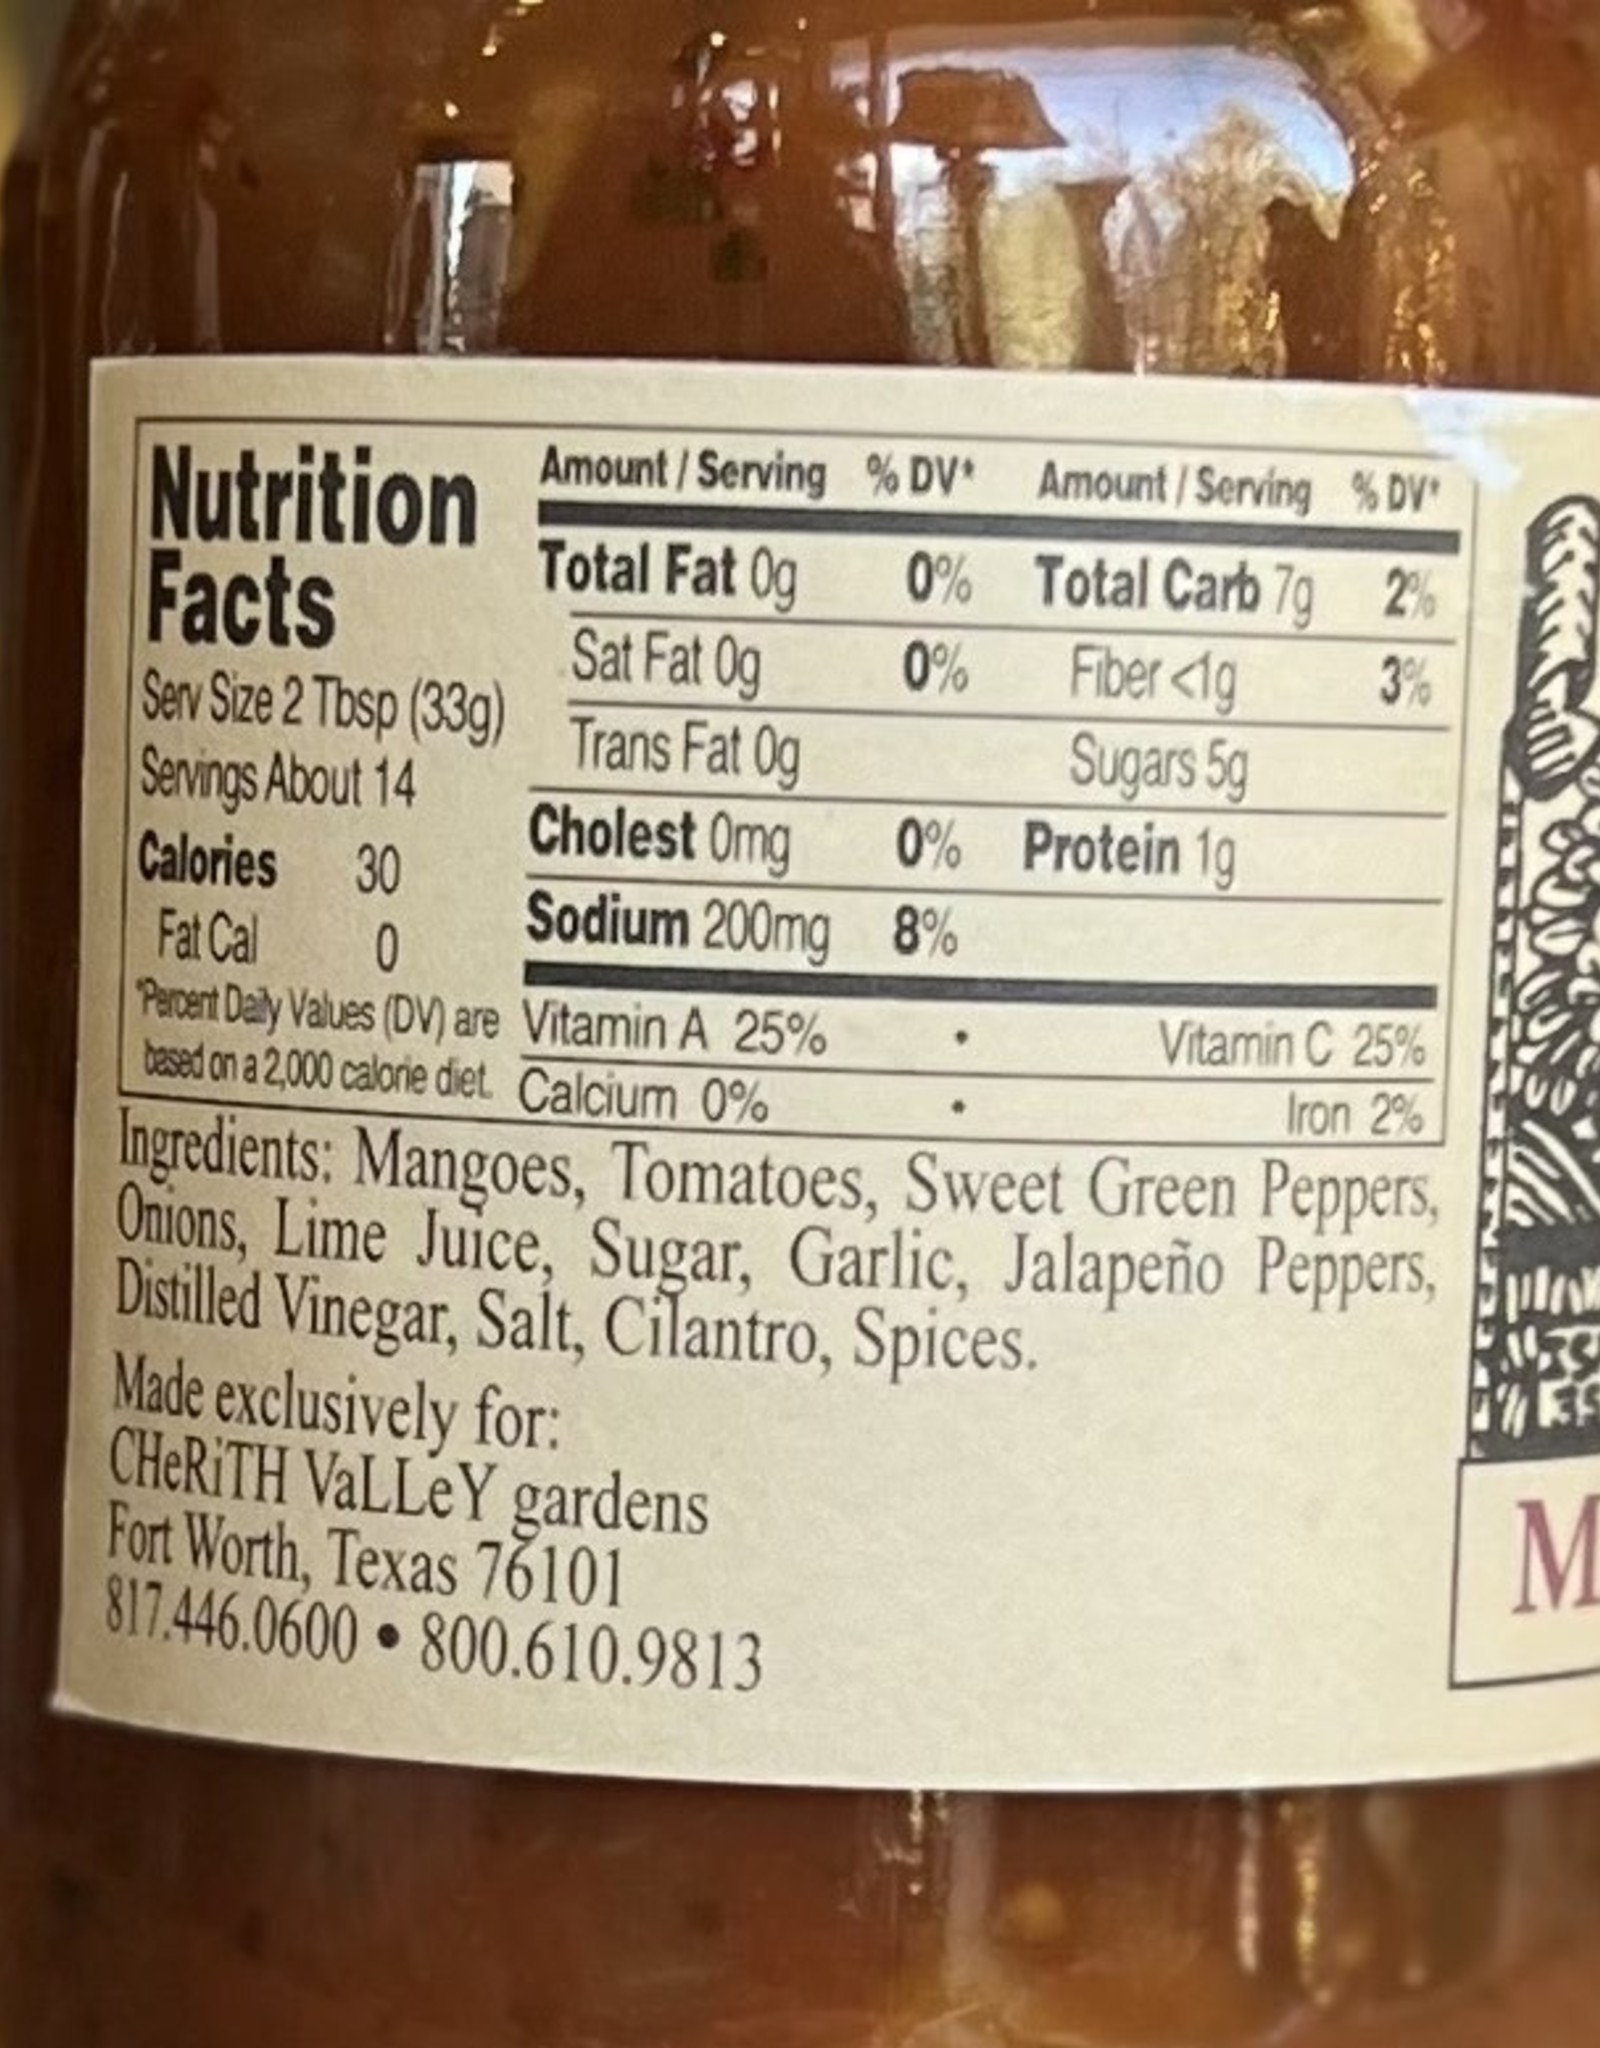 Nutrition
Facts
Serv Size 2 Tbsp (33g)
Servings About 14
Calories 30
Fat Cal 0
*Percent Daily Values (DV) are
based on a 2,000 calorie diet.
Amount / Serving % DV* Amount / Serving % DV*
Total Fat 0g 0% Total Carb 7g 2%
Sat Fat 0g 0% Fiber <1g 3%
Trans Fat 0g Sugars 5g
Cholest 0mg 0% Protein 1g
Sodium 200mg 8%
Vitamin A 25% • Vitamin C 25%
Calcium 0% • Iron 2%
Ingredients: Mangoes, Tomatoes, Sweet Green Peppers,
Onions, Lime Juice, Sugar, Garlic, Jalapeño Peppers,
Distilled Vinegar, Salt, Cilantro, Spices.
Made exclusively for:
CHeRiTH VaLLeY gardens
Fort Worth, Texas 76101
817.446.0600 • 800.610.9813
M